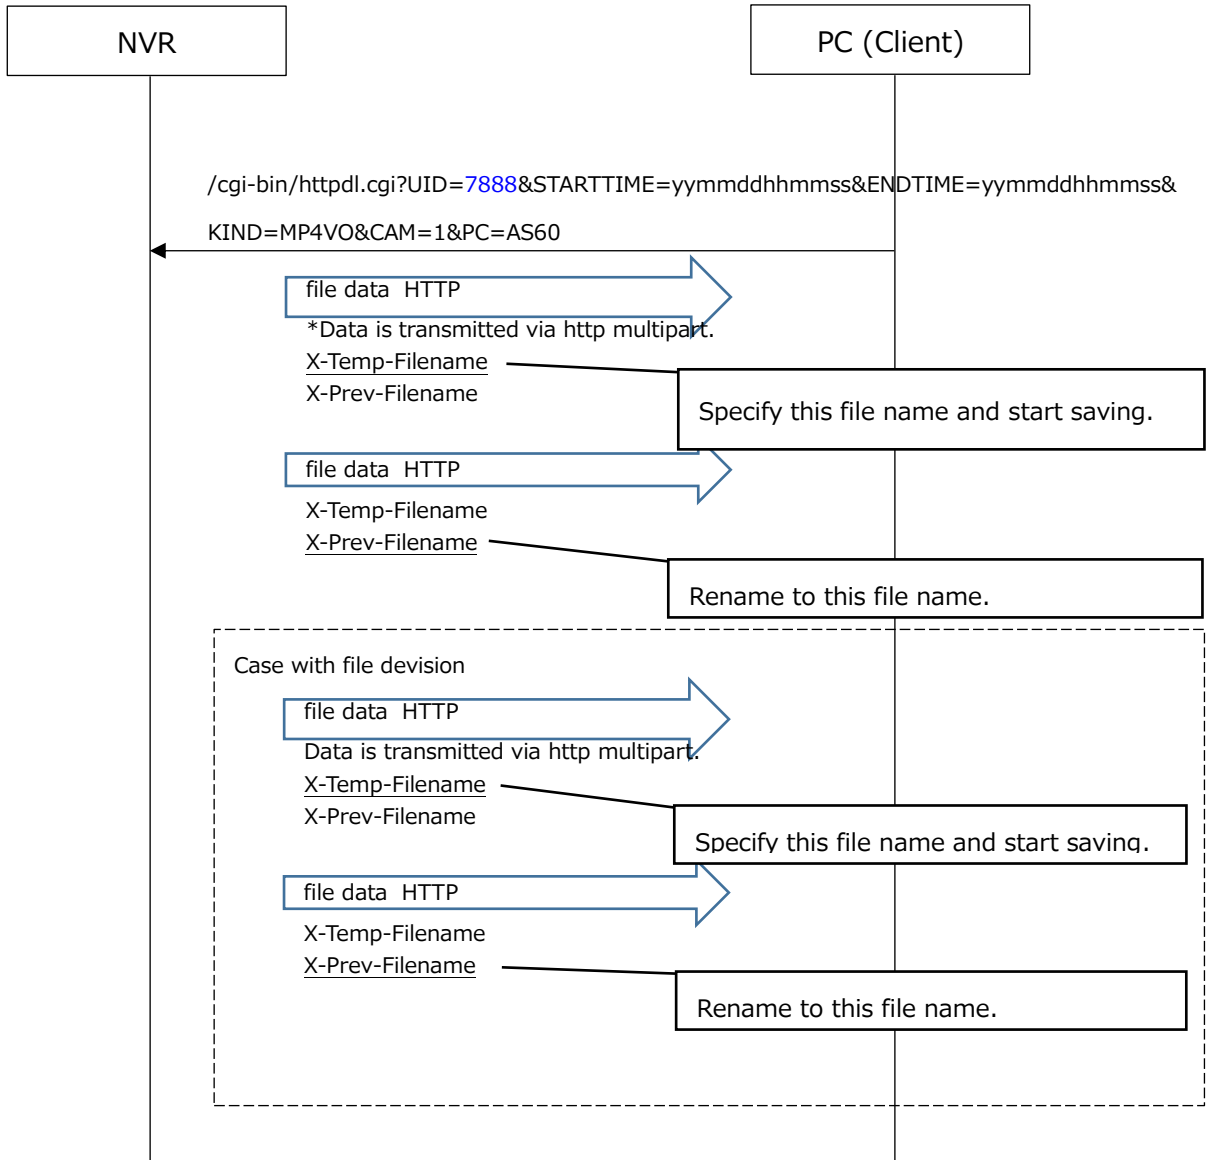 NVR
PC (Client)
/cgi-bin/httpdl.cgi?UID=7888&STARTTIME=yymmddhhmmss&ENDTIME=yymmddhhmmss&
KIND=MP4VO&CAM=1&PC=AS60
file data  HTTP
*Data is transmitted via http multipart.
X-Temp-Filename
X-Prev-Filename
Specify this file name and start saving.
file data  HTTP
X-Temp-Filename
X-Prev-Filename
Rename to this file name.
Case with file devision
file data  HTTP
Data is transmitted via http multipart.
X-Temp-Filename
X-Prev-Filename
Specify this file name and start saving.
file data  HTTP
X-Temp-Filename
X-Prev-Filename
Rename to this file name.